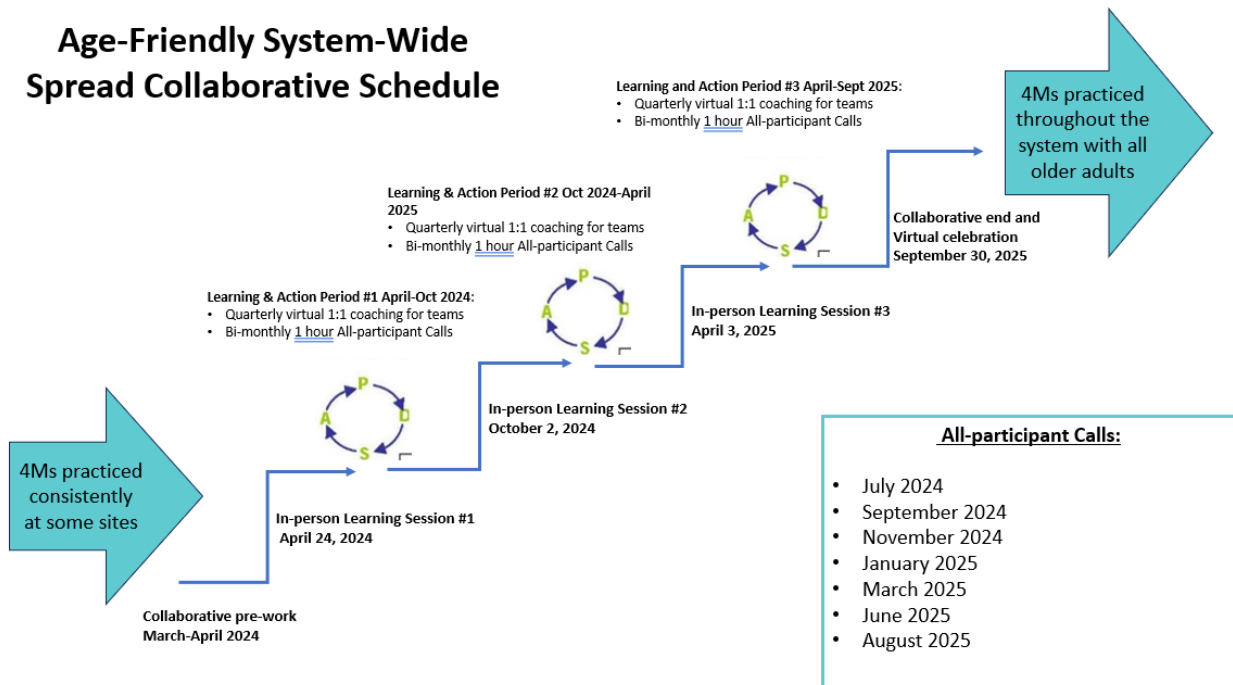 Age-Friendly System-Wide
Spread Collaborative Schedule
Learning and Action Period #3 April-Sept 2025:
• Quarterly virtual 1:1 coaching for teams
• Bi-monthly 1 hour All-participant Calls
4Ms practiced
throughout the
system with all
older adults
P
D
S
A
Learning & Action Period #2 Oct 2024-April
2025
• Quarterly virtual 1:1 coaching for teams
• Bi-monthly 1 hour All-participant Calls
Collaborative end and
Virtual celebration
September 30, 2025
P
D
S
A
Learning & Action Period #1 April-Oct 2024:
• Quarterly virtual 1:1 coaching for teams
• Bi-monthly 1 hour All-participant Calls
In-person Learning Session #3
April 3, 2025
P
D
S
A
In-person Learning Session #2
October 2, 2024
4Ms practiced
consistently
at some sites
In-person Learning Session #1
April 24, 2024
Collaborative pre-work
March-April 2024
All-participant Calls:
• July 2024
• September 2024
• November 2024
• January 2025
• March 2025
• June 2025
• August 2025